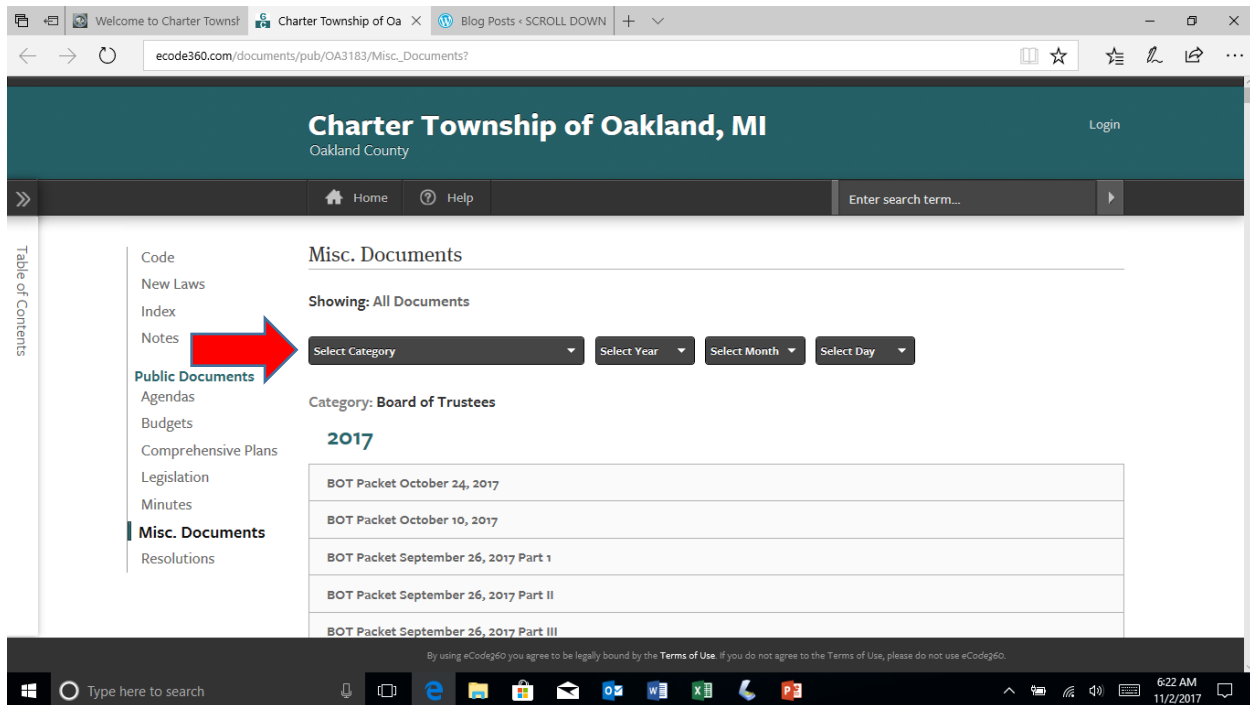 Welcome to Charter Townsh
Charter Township of Oa
Blog Posts ‹ SCROLL DOWN
ecode360.com/documents/pub/OA3183/Misc._Documents?
Charter Township of Oakland, MI
Oakland County
Login
Home
Help
Enter search term...
Table of Contents
Code
New Laws
Index
Notes
Public Documents
Agendas
Budgets
Comprehensive Plans
Legislation
Minutes
Misc. Documents
Resolutions
Misc. Documents
Showing: All Documents
Select Category
Select Year
Select Month
Select Day
Category: Board of Trustees
2017
BOT Packet October 24, 2017
BOT Packet October 10, 2017
BOT Packet September 26, 2017 Part 1
BOT Packet September 26, 2017 Part II
BOT Packet September 26, 2017 Part III
By using eCode360 you agree to be legally bound by the Terms of Use. If you do not agree to the Terms of Use, please do not use eCode360.
Type here to search
6:22 AM
11/2/2017